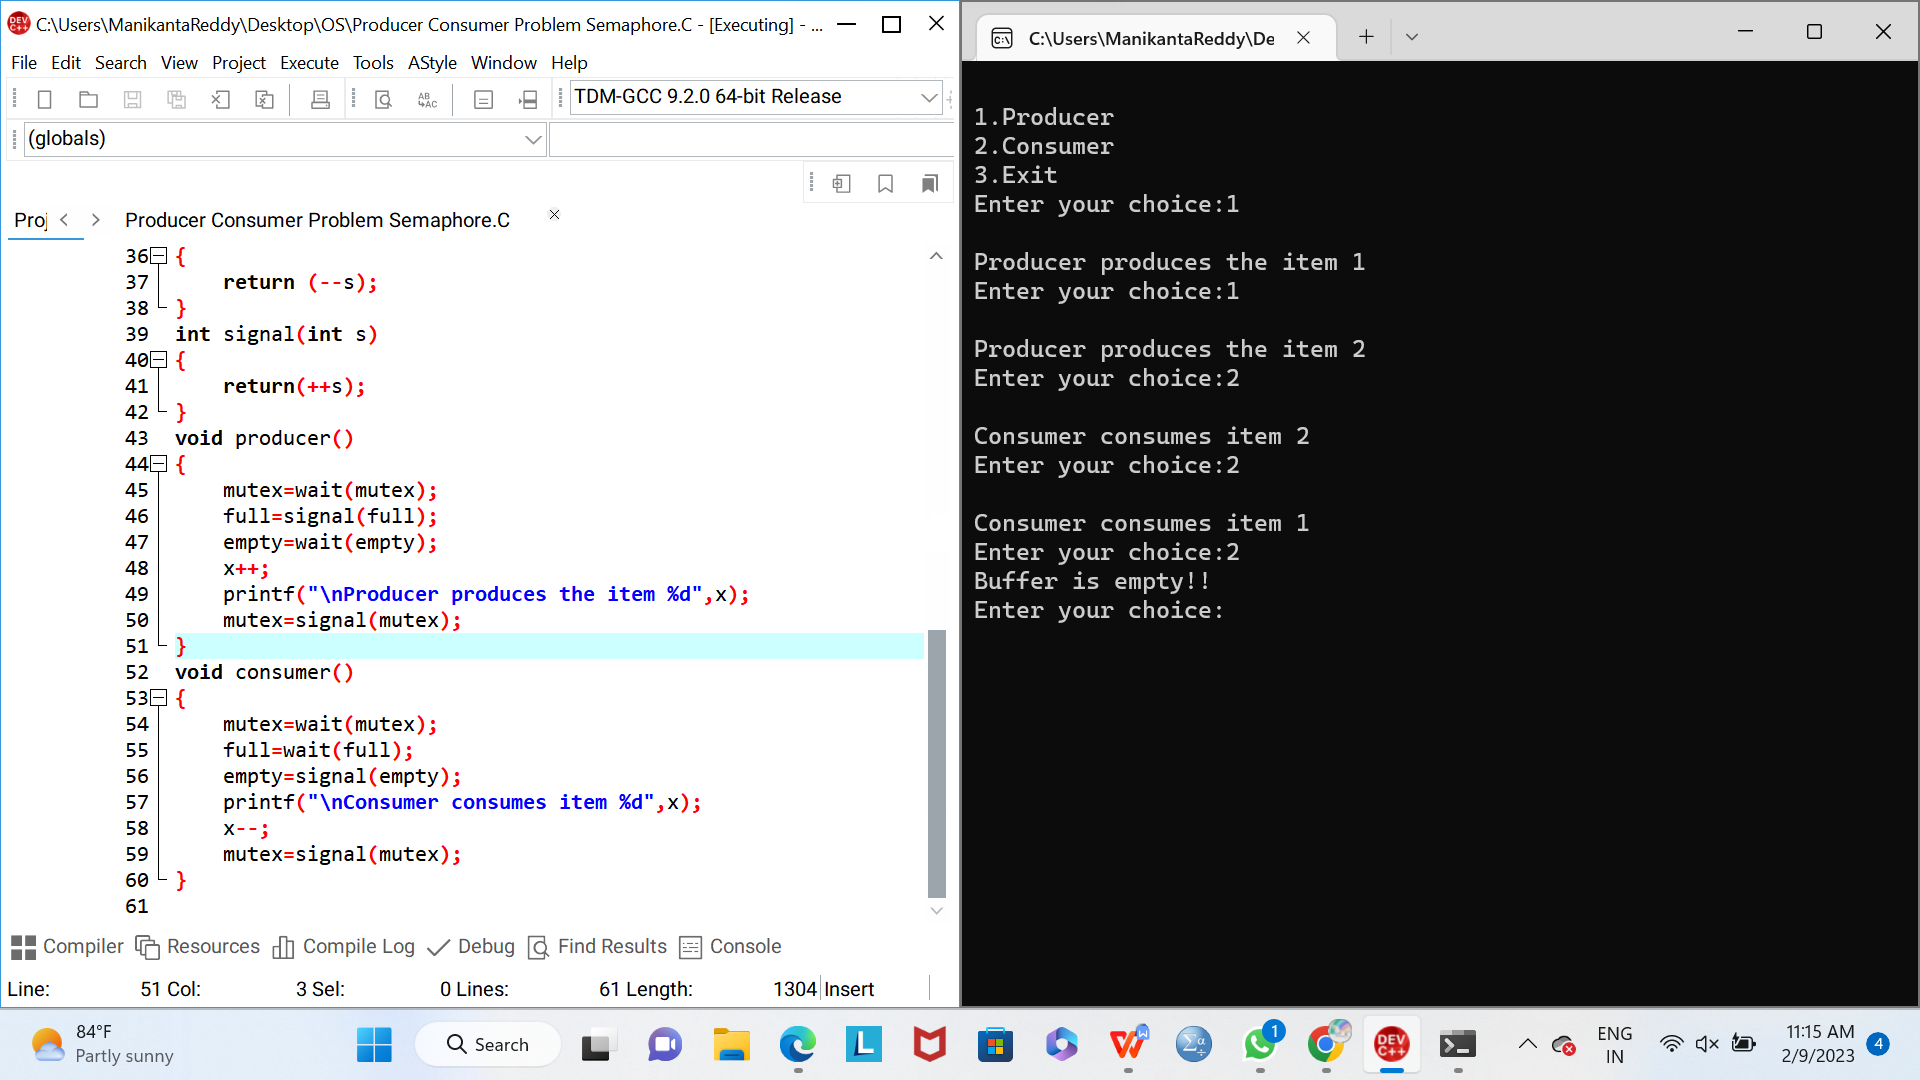 C:\Users\ManikantaReddy\Desktop\OS\Producer Consumer Problem Semaphore.C - [Executing] - ...
File Edit Search View Project Execute Tools AStyle Window Help
TDM-GCC 9.2.0 64-bit Release
(globals)
Proj
Producer Consumer Problem Semaphore.C
36 {
37     return (--s);
38 }
39 int signal(int s)
40 {
41     return(++s);
42 }
43 void producer()
44 {
45     mutex=wait(mutex);
46     full=signal(full);
47     empty=wait(empty);
48     x++;
49     printf("\nProducer produces the item %d",x);
50     mutex=signal(mutex);
51 }
52 void consumer()
53 {
54     mutex=wait(mutex);
55     full=wait(full);
56     empty=signal(empty);
57     printf("\nConsumer consumes item %d",x);
58     x--;
59     mutex=signal(mutex);
60 }
61
Compiler Resources Compile Log Debug Find Results Console
Line: 51 Col: 3 Sel: 0 Lines: 61 Length: 1304 Insert
C:\Users\ManikantaReddy\De
1.Producer
2.Consumer
3.Exit
Enter your choice:1
Producer produces the item 1
Enter your choice:1
Producer produces the item 2
Enter your choice:2
Consumer consumes item 2
Enter your choice:2
Consumer consumes item 1
Enter your choice:2
Buffer is empty!!
Enter your choice:
84°F
Partly sunny
Search
1
DEV C++
ENG
IN
11:15 AM
2/9/2023
4